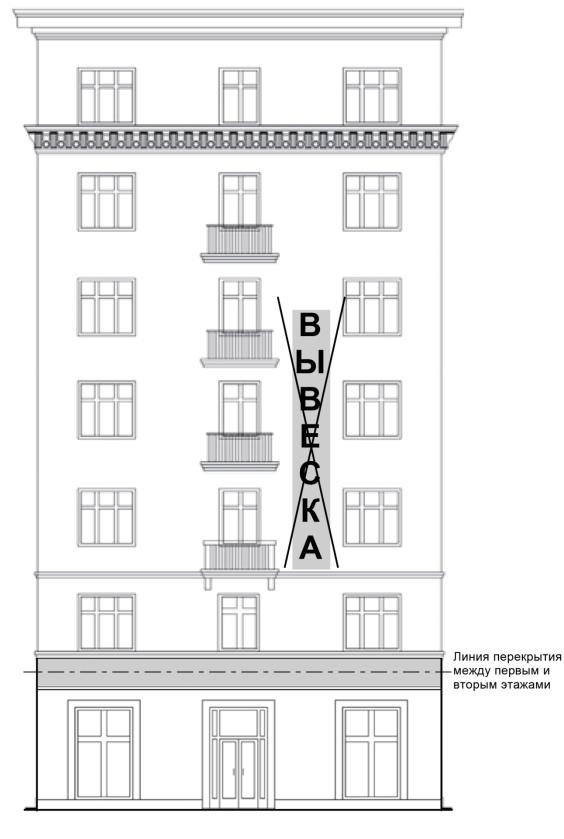 В
Ы
В
Е
С
К
А
Линия перекрытия
между первым и
вторым этажами